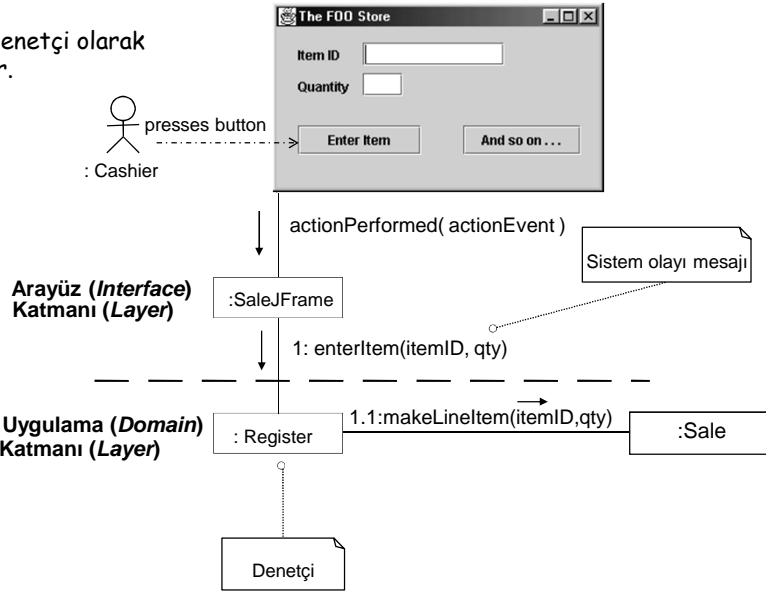 enetçi olarak
r.
The FOO Store
Item ID
Quantity
Enter Item
And so on . . .
presses button
: Cashier
actionPerformed( actionEvent )
Sistem olayı mesajı
Arayüz (Interface)
Katmanı (Layer)
:SaleJFrame
1: enterItem(itemID, qty)
Uygulama (Domain)
Katmanı (Layer)
: Register
1.1:makeLineItem(itemID,qty)
:Sale
Denetçi